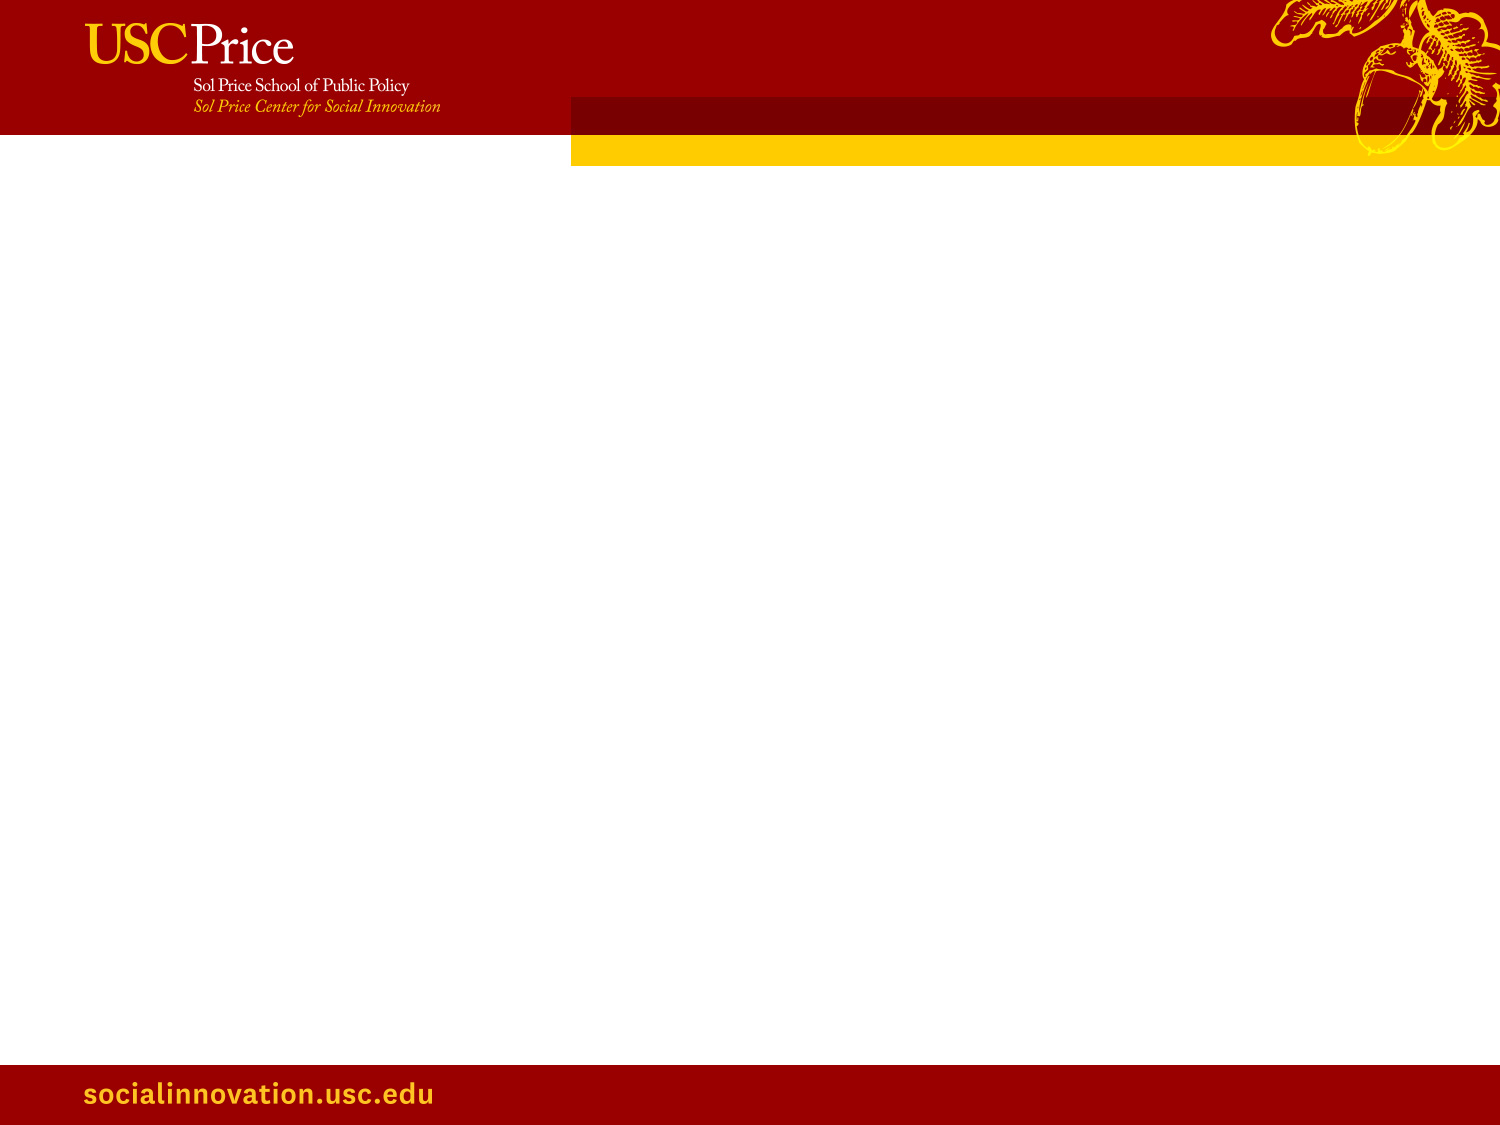 USCPrice
Sol Price School of Public Policy
Sol Price Center for Social Innovation
socialinnovation.usc.edu